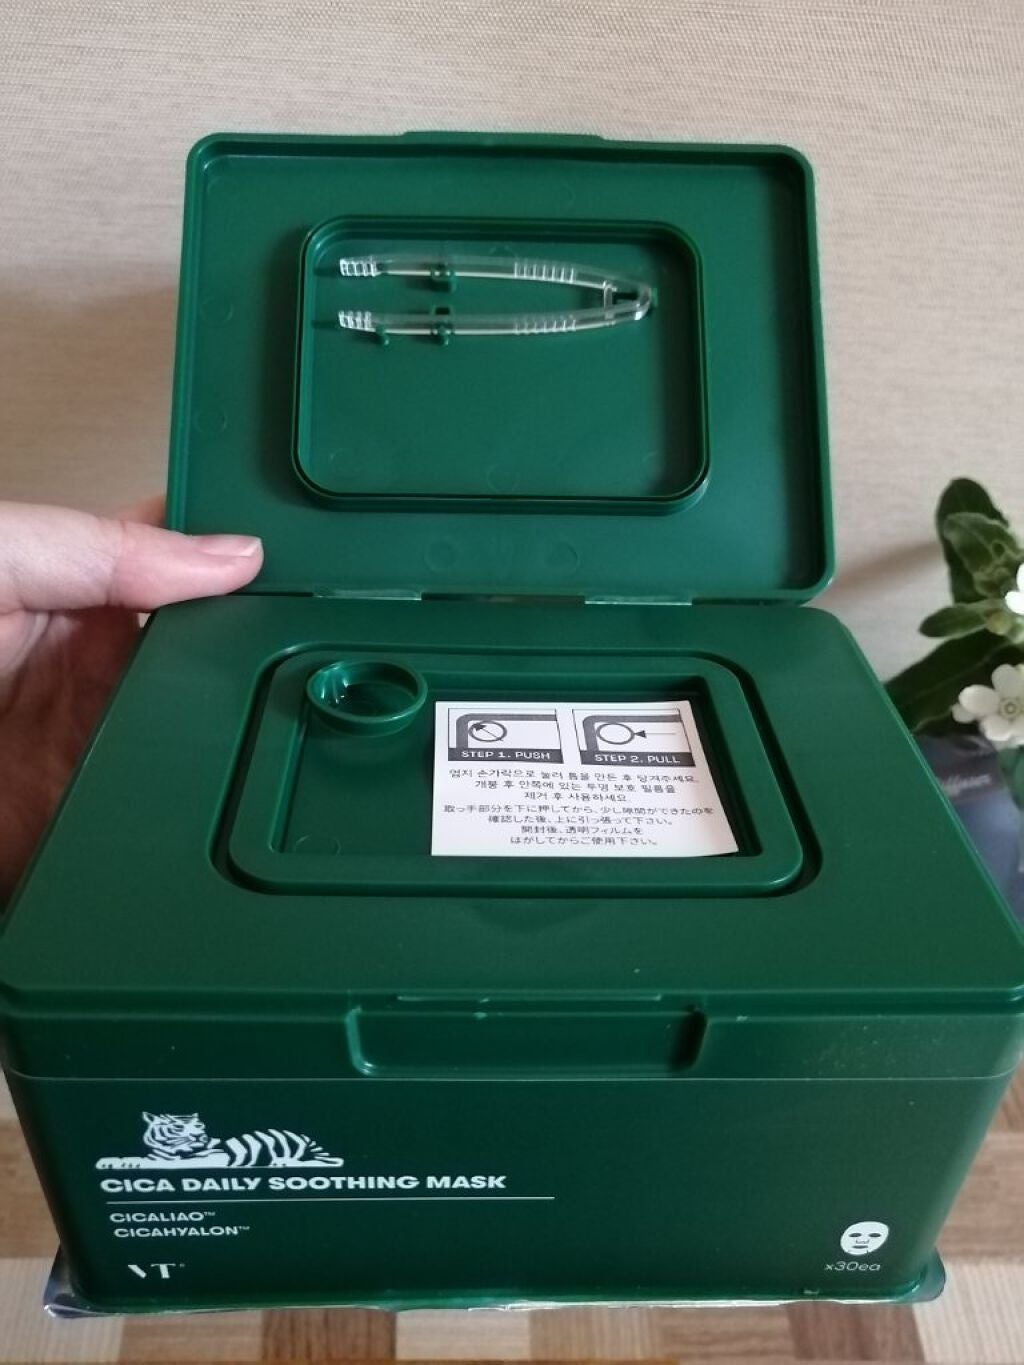 STEP 1. PUSH
STEP 2. PULL
엄지 손가락으로 눌러 틈을 만든 후 당겨주세요.
개봉 후 안쪽에 있는 투명 보호 필름을
제거 후 사용하세요.
取っ手部分を下に押してから、少し隙間ができたのを
確認した後、上に引っ張って下さい。
開封後、透明フィルムを
はがしてからご使用下さい。
CICA DAILY SOOTHING MASK
CICALIAO™
CICAHYALON™
VT®
x30ea